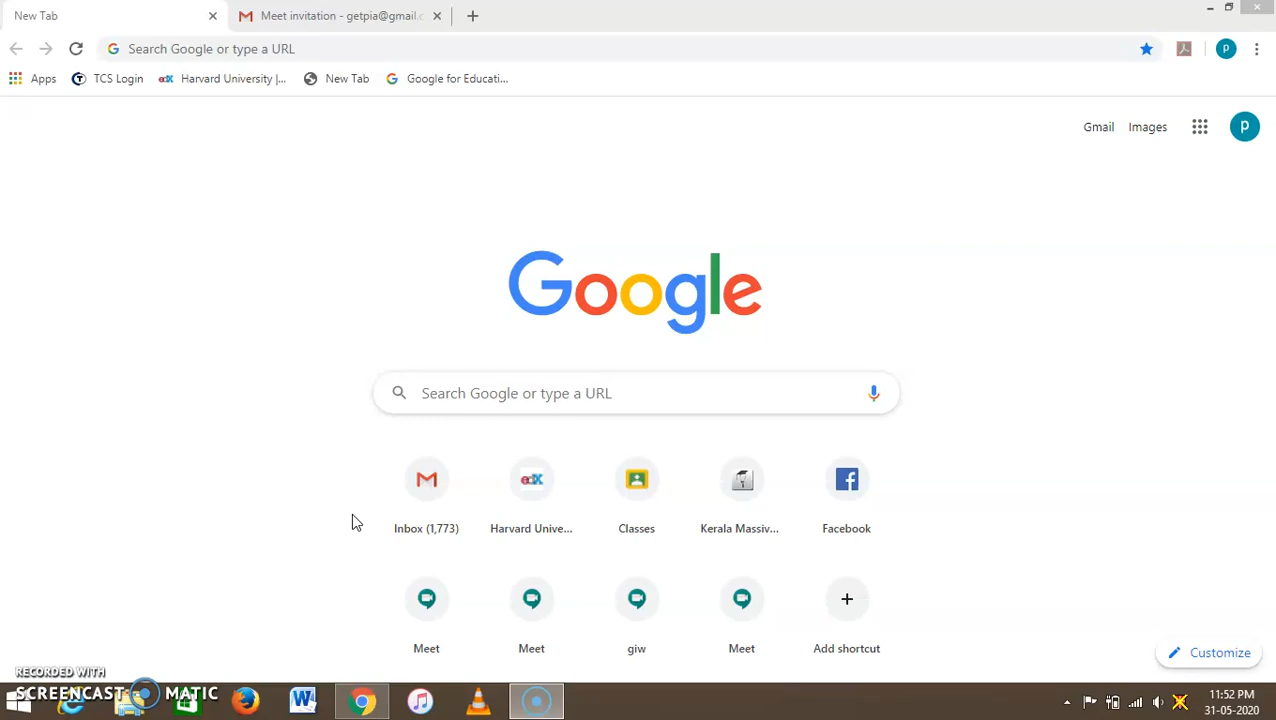 New Tab
Meet invitation - getpia@gmail.c
Search Google or type a URL
p
Apps
TCS Login
edX
Harvard University |...
New Tab
Google for Educati...
Gmail
Images
p
Google
Search Google or type a URL
edX
Inbox (1,773)
Harvard Unive...
Classes
Kerala Massiv...
Facebook
Meet
Meet
giw
Meet
Add shortcut
Customize
RECORDED WITH
SCREENCAST MATIC
11:52 PM
31-05-2020